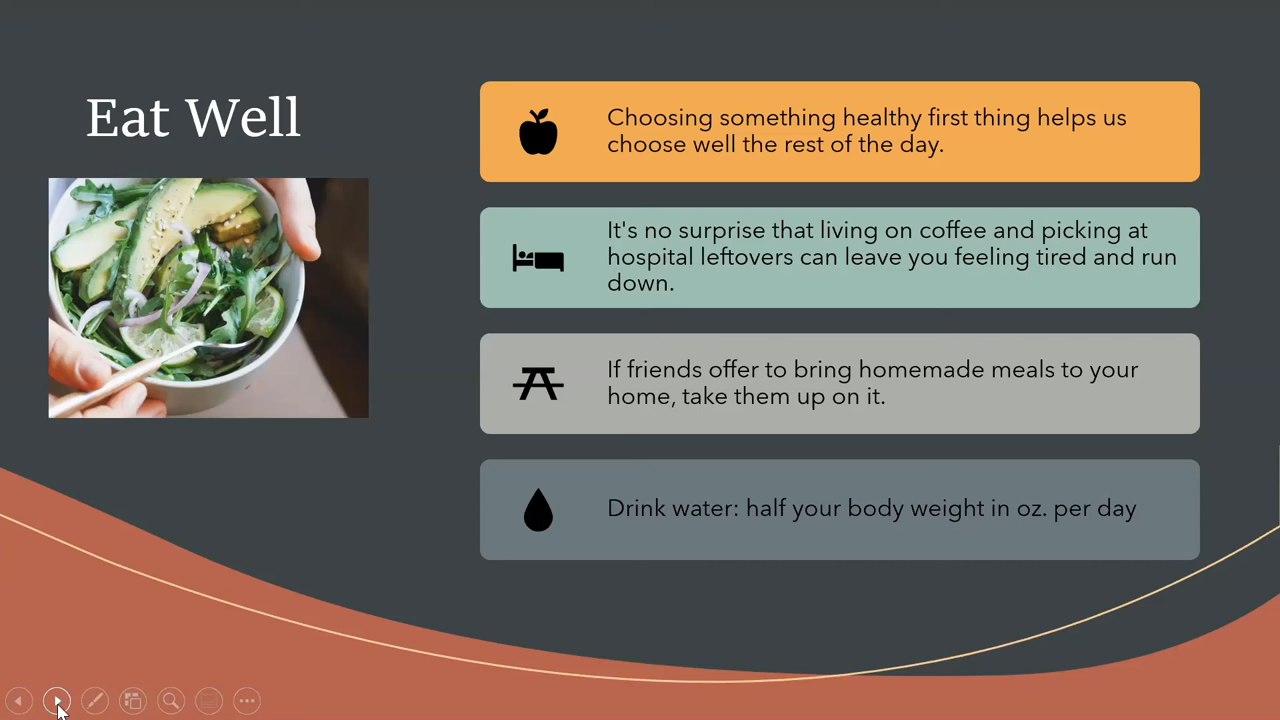 Eat Well
Choosing something healthy first thing helps us
choose well the rest of the day.
It's no surprise that living on coffee and picking at
hospital leftovers can leave you feeling tired and run
down.
If friends offer to bring homemade meals to your
home, take them up on it.
Drink water: half your body weight in oz. per day